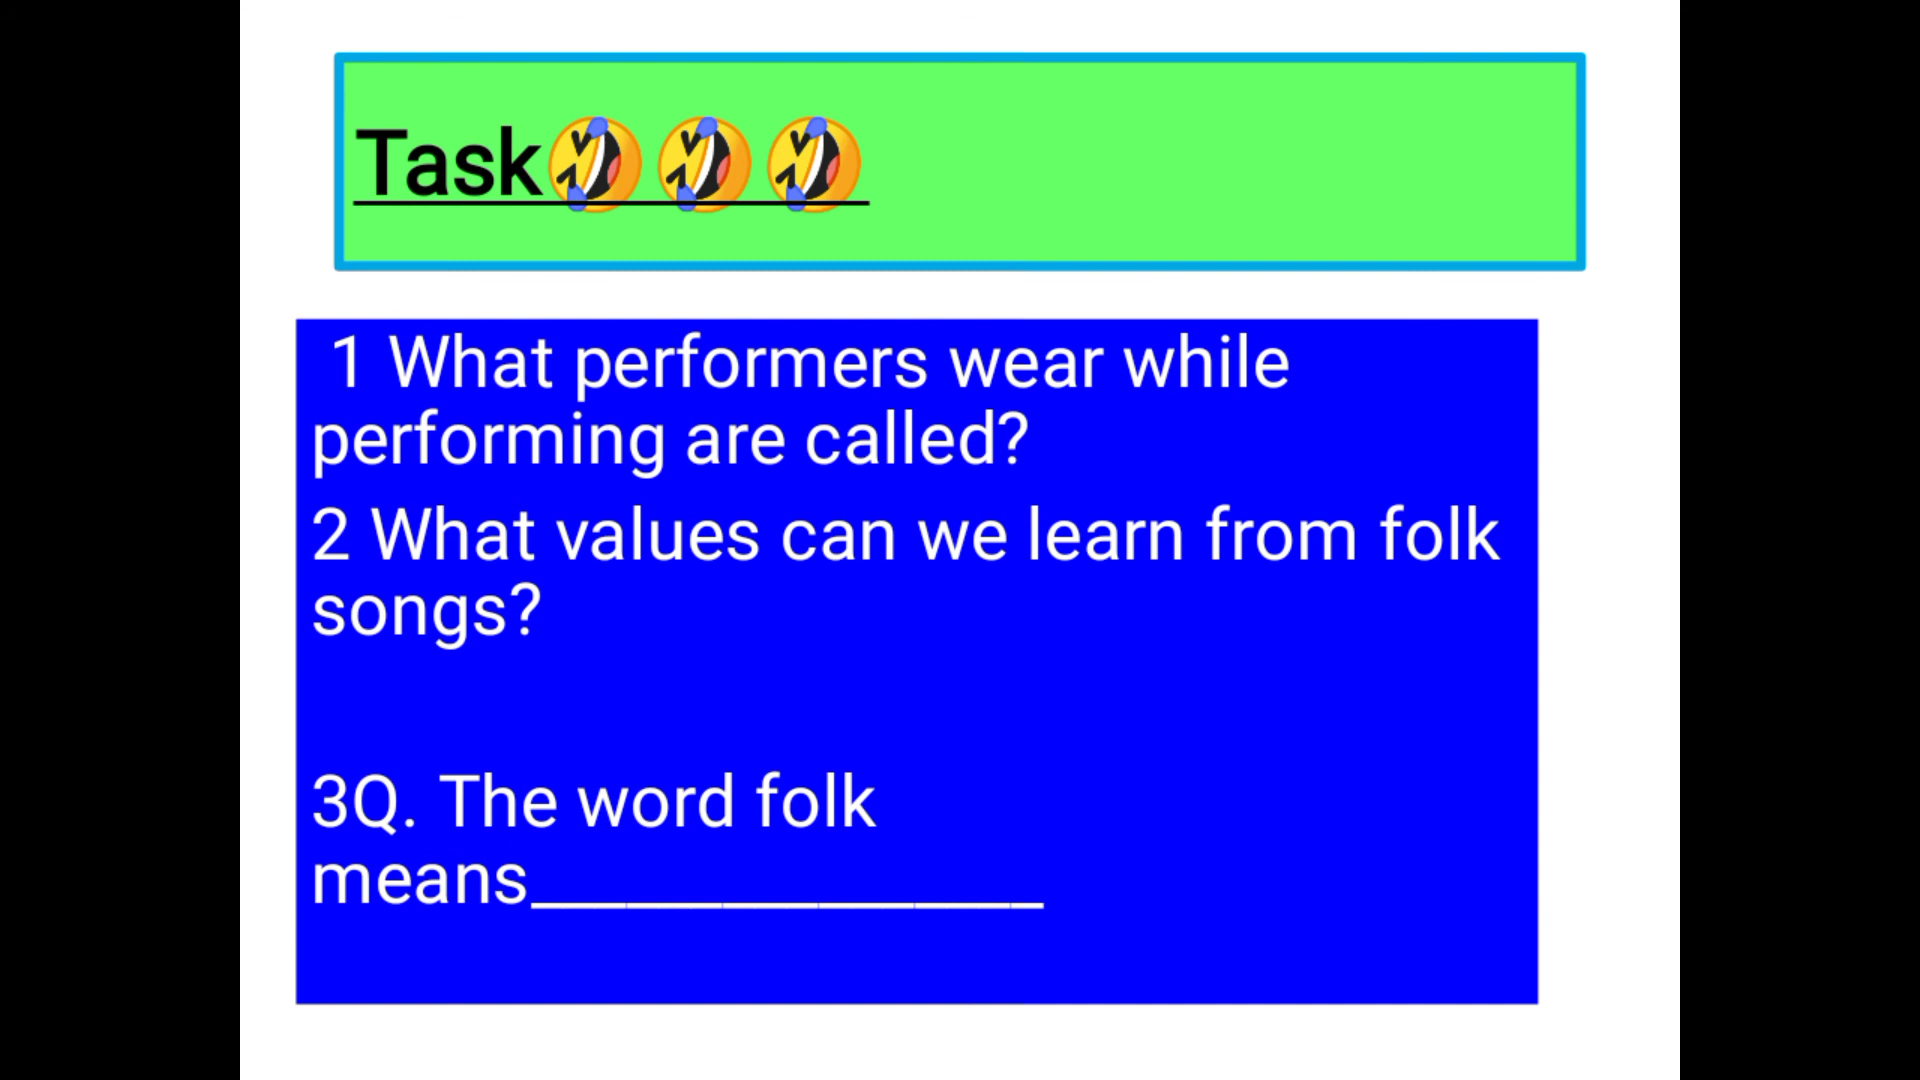 Task🤣🤣🤣
1 What performers wear while
performing are called?
2 What values can we learn from folk
songs?
3Q. The word folk
means________________